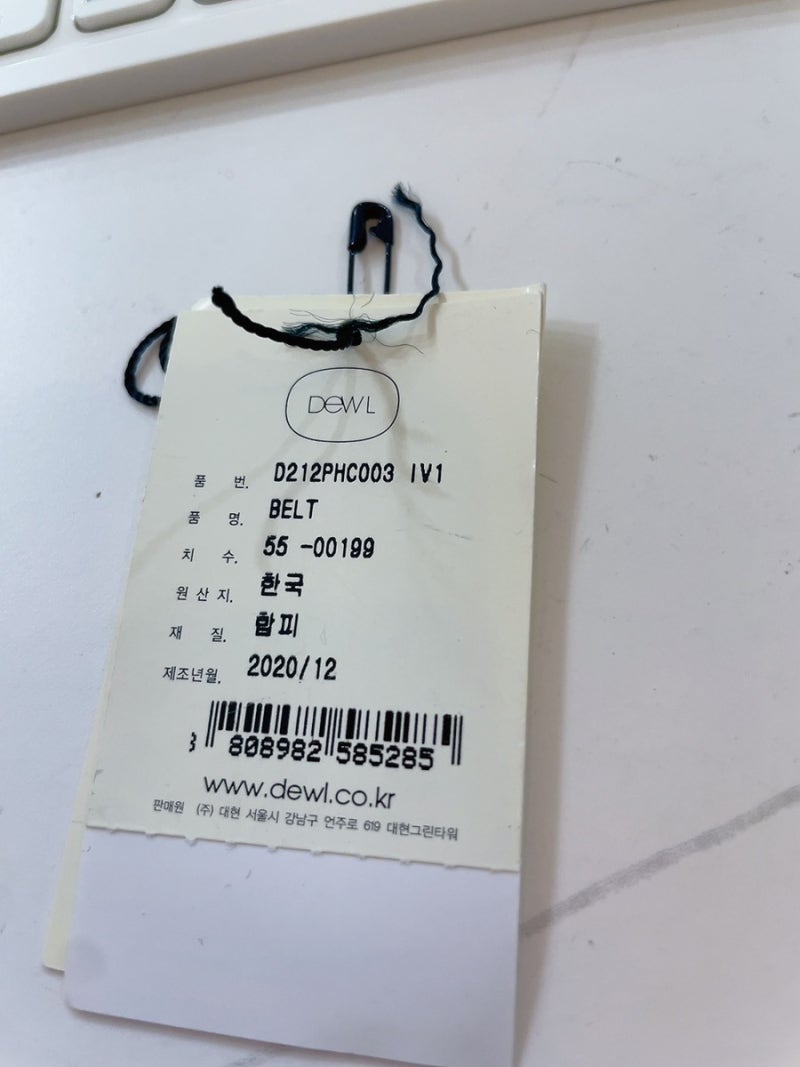 DEWL
품 번. D212PHC003 IV1
품 명. BELT
치 수. 55 -00199
원 산 지. 한국
재 질. 합피
제조년월. 2020/12
8 808982 585285
www.dewl.co.kr
판매원 (주) 대현 서울시 강남구 언주로 619 대현그린타워